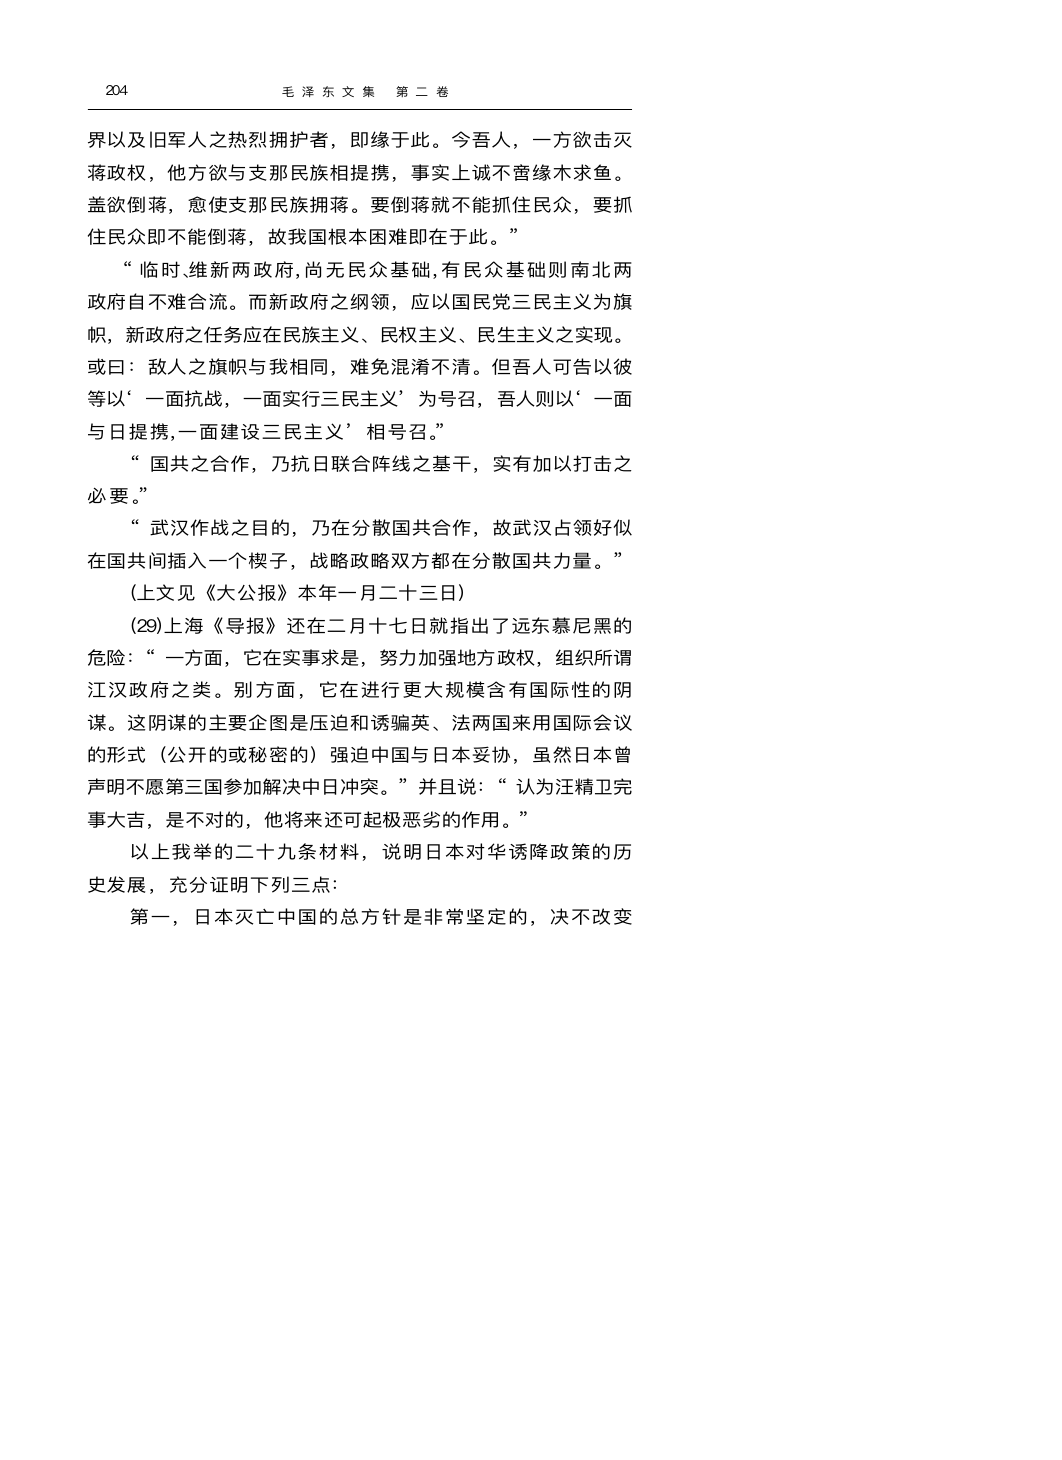 204 毛泽东文集 第二卷
界以及旧军人之热烈拥护者，即缘于此。今吾人，一方欲击灭
蒋政权，他方欲与支那民族相提携，事实上诚不啻缘木求鱼。
盖欲倒蒋，愈使支那民族拥蒋。要倒蒋就不能抓住民众，要抓
住民众即不能倒蒋，故我国根本困难即在于此。”
“临时、维新两政府，尚无民众基础，有民众基础则南北两
政府自不难合流。而新政府之纲领，应以国民党三民主义为旗
帜，新政府之任务应在民族主义、民权主义、民生主义之实现。
或曰：敌人之旗帜与我相同，难免混淆不清。但吾人可告以彼
等以‘一面抗战，一面实行三民主义’为号召，吾人则以‘一面
与日提携，一面建设三民主义’相号召。”
“国共之合作，乃抗日联合阵线之基干，实有加以打击之
必要。”
“武汉作战之目的，乃在分散国共合作，故武汉占领好似
在国共间插入一个楔子，战略政略双方都在分散国共力量。”
(上文见《大公报》本年一月二十三日)
(29)上海《导报》还在二月十七日就指出了远东慕尼黑的
危险：“一方面，它在实事求是，努力加强地方政权，组织所谓
江汉政府之类。别方面，它在进行更大规模含有国际性的阴
谋。这阴谋的主要企图是压迫和诱骗英、法两国来用国际会议
的形式（公开的或秘密的）强迫中国与日本妥协，虽然日本曾
声明不愿第三国参加解决中日冲突。”并且说：“认为汪精卫完
事大吉，是不对的，他将来还可起极恶劣的作用。”
以上我举的二十九条材料，说明日本对华诱降政策的历
史发展，充分证明下列三点：
第一，日本灭亡中国的总方针是非常坚定的，决不改变